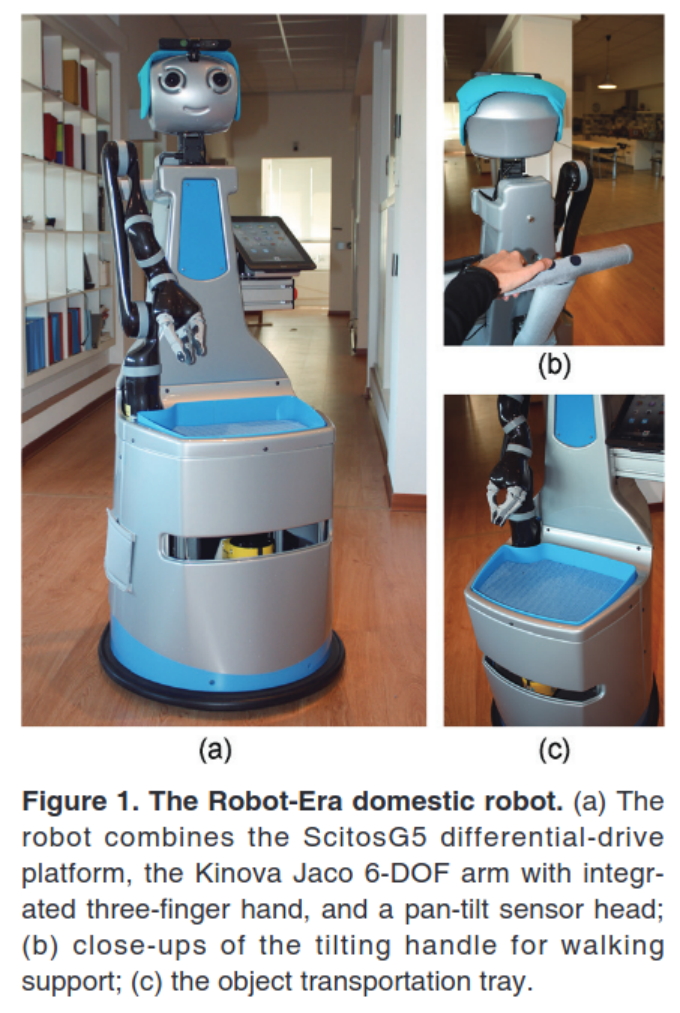 (a)
(b)
(c)
Figure 1. The Robot-Era domestic robot. (a) The
robot combines the ScitosG5 differential-drive
platform, the Kinova Jaco 6-DOF arm with integr-
ated three-finger hand, and a pan-tilt sensor head;
(b) close-ups of the tilting handle for walking
support; (c) the object transportation tray.